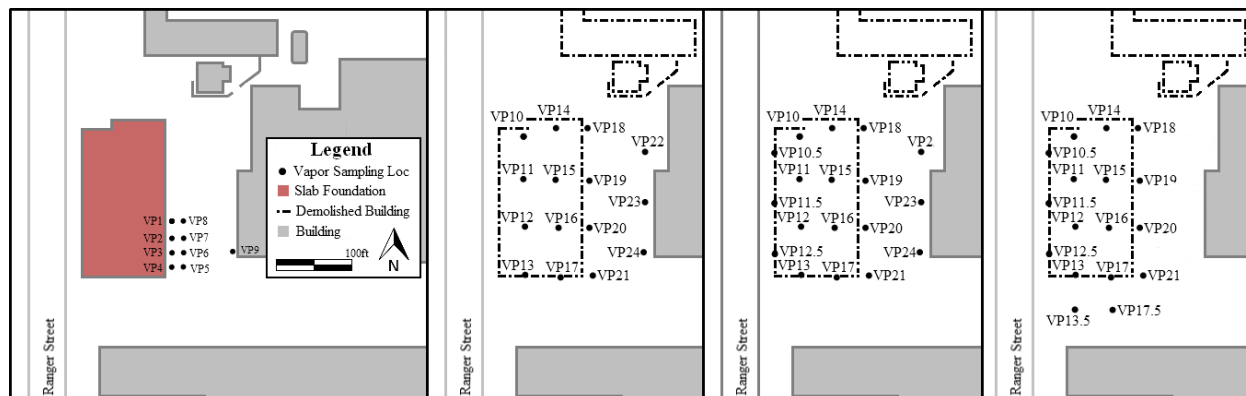 VP1 VP8
VP2 VP7
VP3 VP6 VP9
VP4 VP5
Legend
Vapor Sampling Loc
Slab Foundation
Demolished Building
Building
100ft
N
Ranger Street
VP10 VP14
VP18
VP22
VP11 VP15
VP19
VP23
VP12 VP16
VP20
VP24
VP13 VP17
VP21
Ranger Street
VP10 VP14
VP18
VP2
VP10.5
VP11 VP15
VP19
VP11.5 VP23
VP12 VP16
VP20
VP12.5 VP24
VP13 VP17
VP21
Ranger Street
VP10 VP14
VP18
VP10.5
VP11 VP15
VP19
VP11.5
VP12 VP16
VP20
VP12.5
VP13 VP17
VP21
VP13.5 VP17.5
Ranger Street